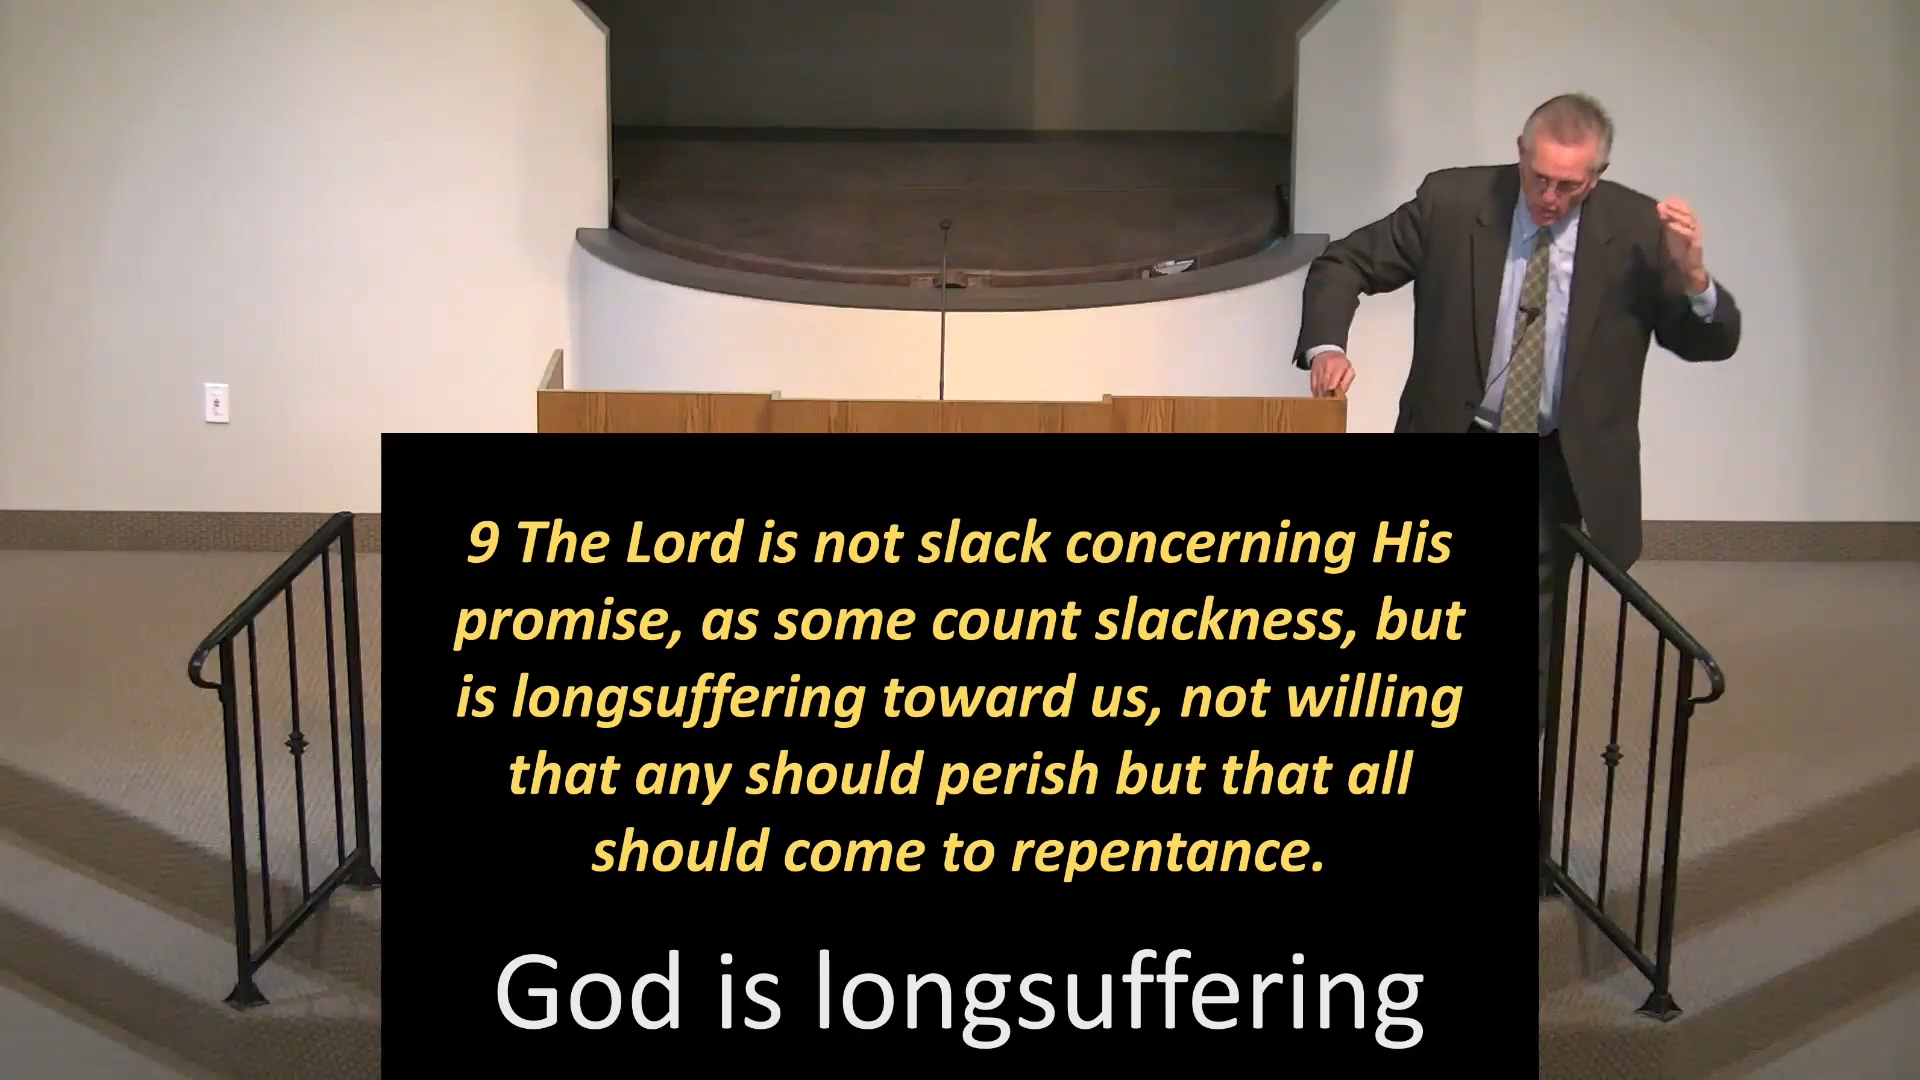 9 The Lord is not slack concerning His
promise, as some count slackness, but
is longsuffering toward us, not willing
that any should perish but that all
should come to repentance.
God is longsuffering